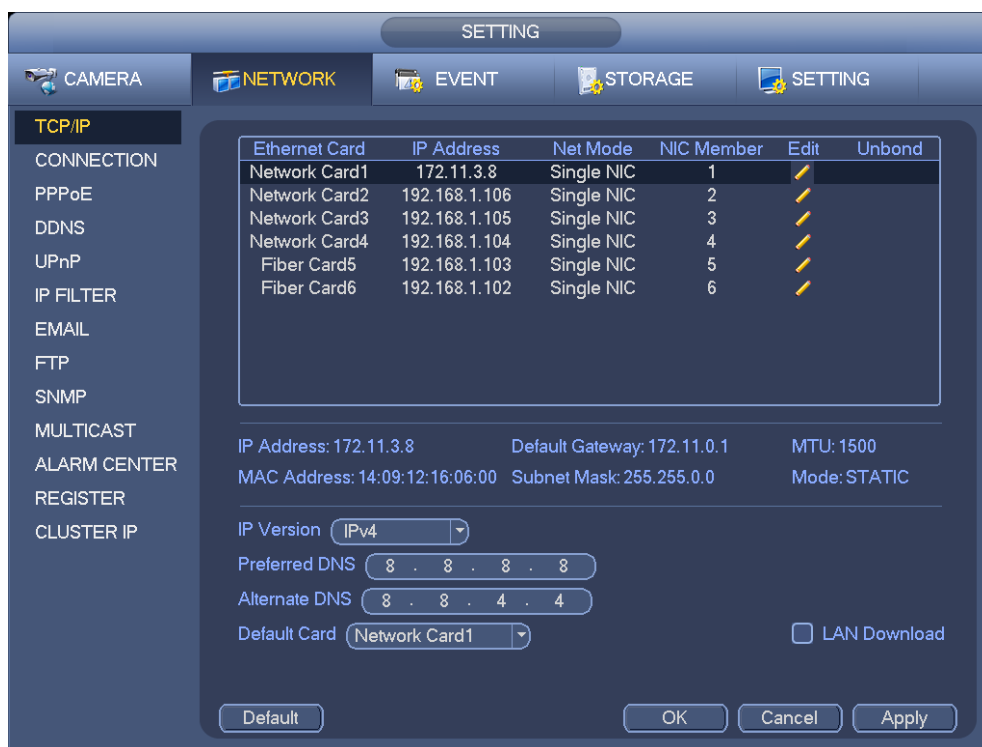 SETTING
CAMERA NETWORK EVENT STORAGE SETTING
TCP/IP
CONNECTION
PPPoE
DDNS
UPnP
IP FILTER
EMAIL
FTP
SNMP
MULTICAST
ALARM CENTER
REGISTER
CLUSTER IP
Ethernet Card IP Address Net Mode NIC Member Edit Unbond
Network Card1 172.11.3.8 Single NIC 1
Network Card2 192.168.1.106 Single NIC 2
Network Card3 192.168.1.105 Single NIC 3
Network Card4 192.168.1.104 Single NIC 4
Fiber Card5 192.168.1.103 Single NIC 5
Fiber Card6 192.168.1.102 Single NIC 6
IP Address: 172.11.3.8 Default Gateway: 172.11.0.1 MTU: 1500
MAC Address: 14:09:12:16:06:00 Subnet Mask: 255.255.0.0 Mode: STATIC
IP Version IPv4
Preferred DNS 8 . 8 . 8 . 8
Alternate DNS 8 . 8 . 4 . 4
Default Card Network Card1 LAN Download
Default OK Cancel Apply